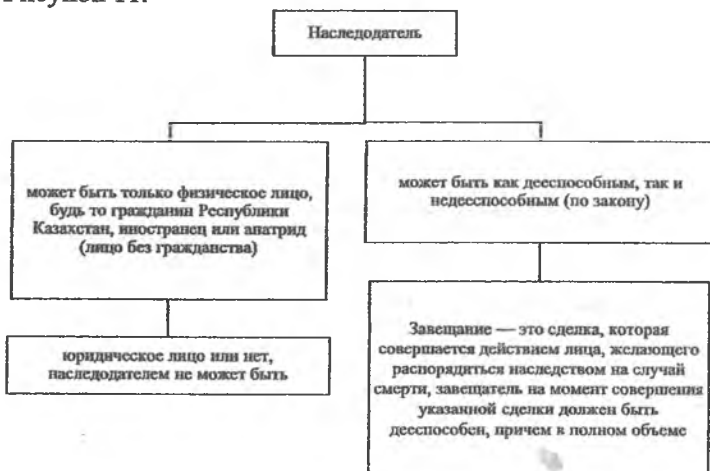 Наследодатель
может быть только физическое лицо,
будь то гражданин Республики
Казахстан, иностранец или апатрид
(лицо без гражданства)
может быть как дееспособным, так и
недееспособным (по закону)
юридическое лицо или нет,
наследодателем не может быть
Завещание — это сделка, которая
совершается действием лица, желающего
распорядиться наследством на случай
смерти, завещатель на момент совершения
указанной сделки должен быть
дееспособен, причем в полном объеме